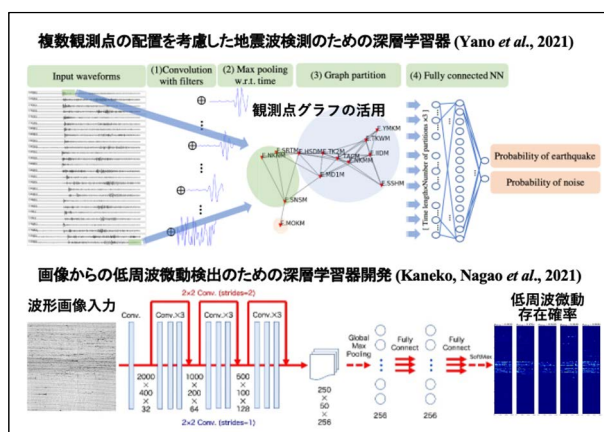 複数観測点の配置を考慮した地震波検測のための深層学習器 (Yano et al., 2021)
Input waveforms
(1)Convolution with filters
(2) Max pooling w.r.t. time
(3) Graph partition
(4) Fully connected NN
観測点グラフの活用
E.YMKM
E.TKWM
E.SRTM
E.HSDM
E.TK2M
E.NKNM
E.IIDM
E.MD1M
E.SSHM
E.SNSM
E.MOKM
[ Time length×Number of partitions ×3 ]
Probability of earthquake
Probability of noise
画像からの低周波微動検出のための深層学習器開発 (Kaneko, Nagao et al., 2021)
波形画像入力
2×2 Conv. (strides=2)
Conv.
Conv.×3
Conv.×3
Conv.×3
2000 × 400 × 32
1000 × 200 × 64
500 × 100 × 128
2×2 Conv. (strides=1)
250 × 50 × 256
Global Max Pooling
Fully Connect
Fully Connect
SoftMax
256
256
低周波微動
存在確率